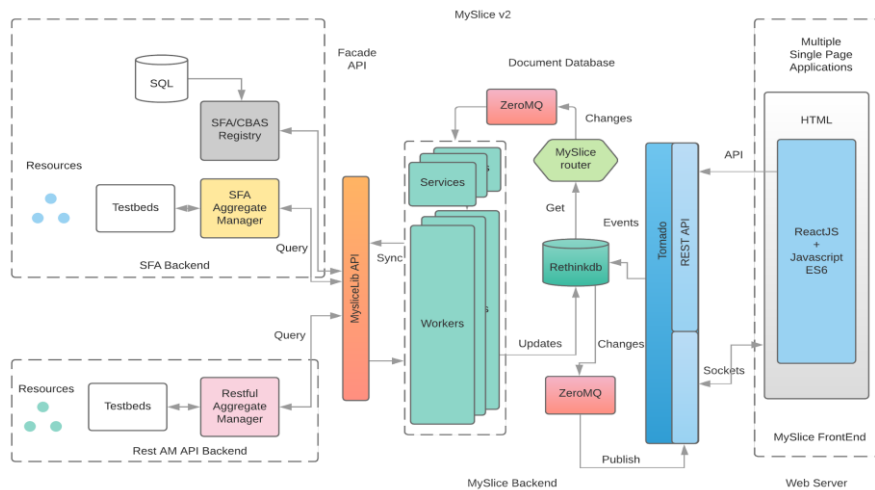 MySlice v2
Multiple
Single Page
Applications
Facade
API
Document Database
SQL
ZeroMQ
Changes
HTML
SFA/CBAS
Registry
MySlice
router
API
Resources
Services
s
Testbeds
SFA
Aggregate
Manager
Get
Events
Tornado
REST API
ReactJS
+
Javascript
ES6
Query
Sync
Rethinkdb
SFA Backend
MysliceLib API
Workers
s
Query
Updates
Changes
Sockets
Resources
Testbeds
Restful
Aggregate
Manager
ZeroMQ
MySlice FrontEnd
Rest AM API Backend
Publish
MySlice Backend
Web Server